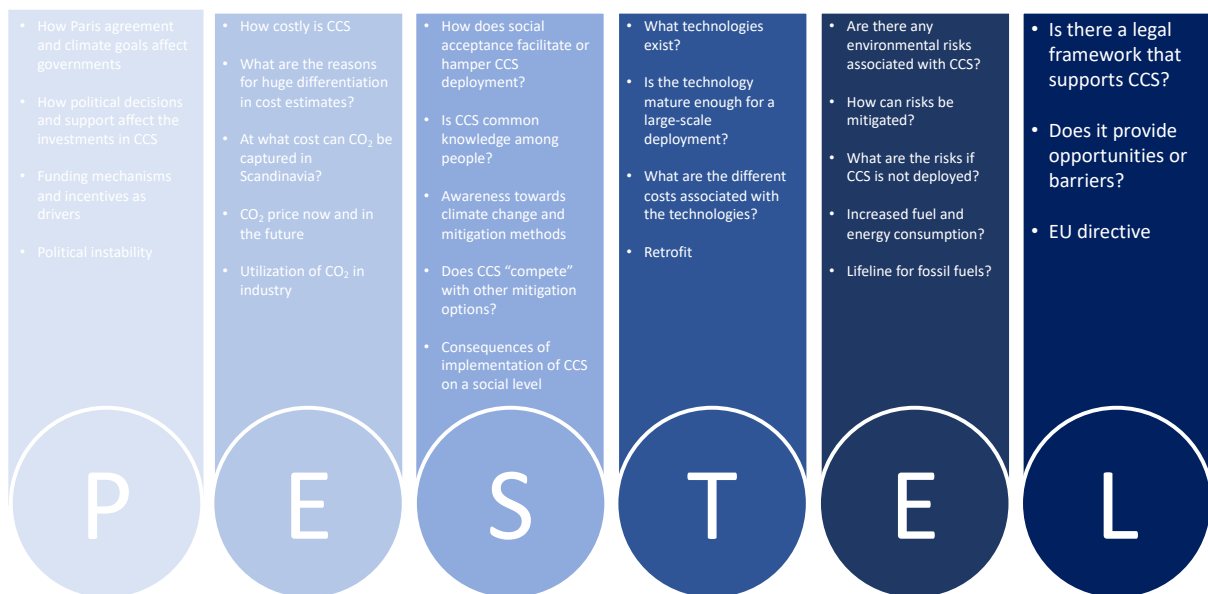 • How Paris agreement
and climate goals affect
governments
• How political decisions
and support affect the
investments in CCS
• Funding mechanisms
and incentives as
drivers
• Political instability
P
• How costly is CCS
• What are the reasons
for huge differentiation
in cost estimates?
• At what cost can CO₂ be
captured in
Scandinavia?
• CO₂ price now and in
the future
• Utilization of CO₂ in
industry
E
• How does social
acceptance facilitate or
hamper CCS
deployment?
• Is CCS common
knowledge among
people?
• Awareness towards
climate change and
mitigation methods
• Does CCS “compete”
with other mitigation
options?
• Consequences of
implementation of CCS
on a social level
S
• What technologies
exist?
• Is the technology
mature enough for a
large-scale
deployment?
• What are the different
costs associated with
the technologies?
• Retrofit
T
• Are there any
environmental risks
associated with CCS?
• How can risks be
mitigated?
• What are the risks if
CCS is not deployed?
• Increased fuel and
energy consumption?
• Lifeline for fossil fuels?
E
• Is there a legal
framework that
supports CCS?
• Does it provide
opportunities or
barriers?
• EU directive
L